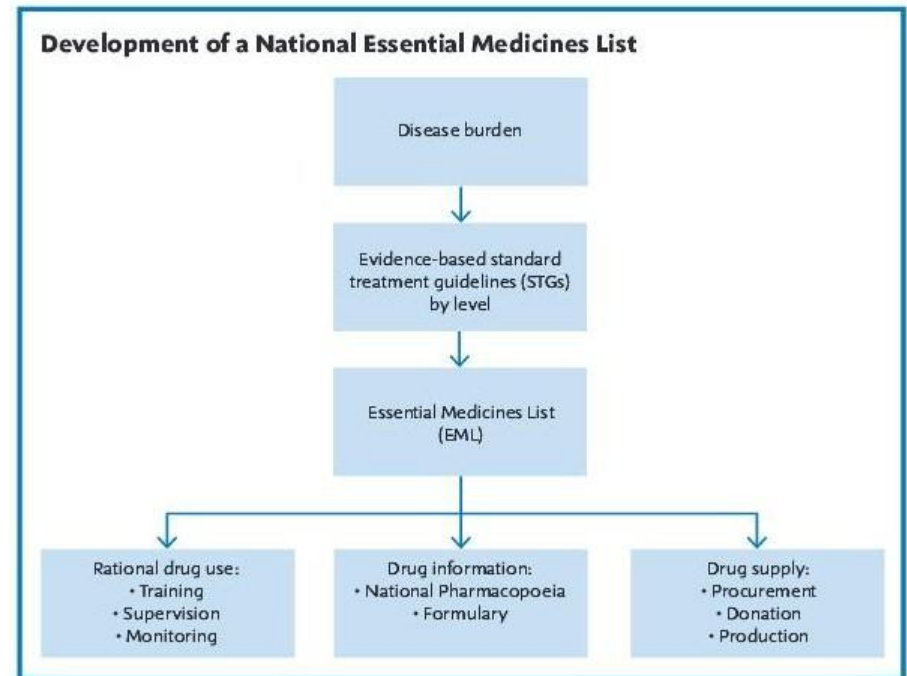 Development of a National Essential Medicines List
Disease burden
Evidence-based standard
treatment guidelines (STGs)
by level
Essential Medicines List
(EML)
Rational drug use:
• Training
• Supervision
• Monitoring
Drug information:
• National Pharmacopoeia
• Formulary
Drug supply:
• Procurement
• Donation
• Production